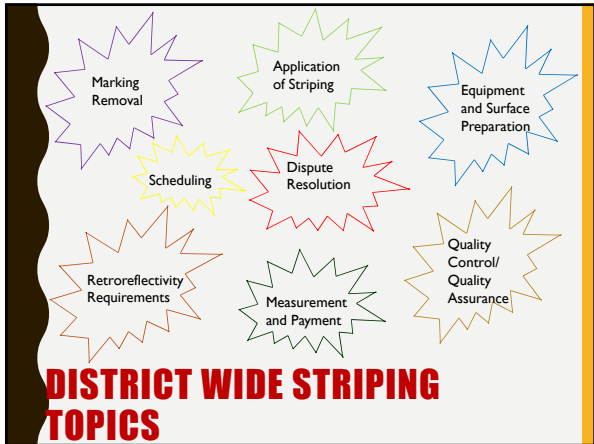 Marking
Removal
Application
of Striping
Equipment
and Surface
Preparation
Scheduling
Dispute
Resolution
Retroreflectivity
Requirements
Measurement
and Payment
Quality
Control/
Quality
Assurance
DISTRICT WIDE STRIPING
TOPICS